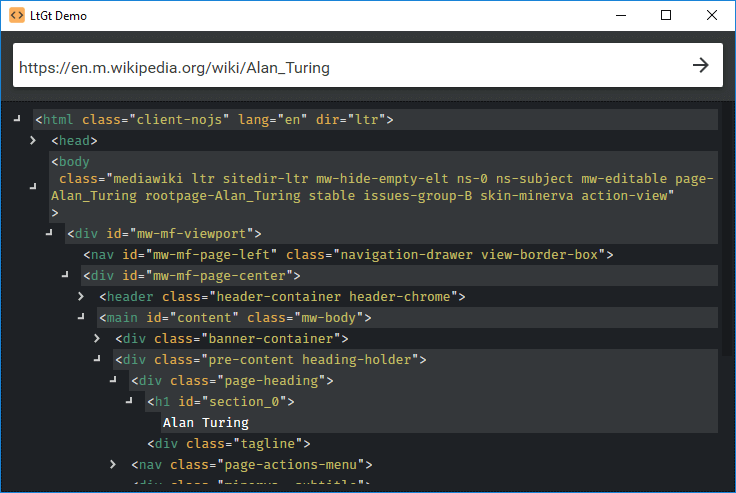 LtGt Demo
https://en.m.wikipedia.org/wiki/Alan_Turing
<html class="client-nojs" lang="en" dir="ltr">
<head>
<body
class="mediawiki ltr sitedir-ltr mw-hide-empty-elt ns-0 ns-subject mw-editable page-
Alan_Turing rootpage-Alan_Turing stable issues-group-B skin-minerva action-view"
>
<div id="mw-mf-viewport">
<nav id="mw-mf-page-left" class="navigation-drawer view-border-box">
<div id="mw-mf-page-center">
<header class="header-container header-chrome">
<main id="content" class="mw-body">
<div class="banner-container">
<div class="pre-content heading-holder">
<div class="page-heading">
<h1 id="section_0">
Alan Turing
<div class="tagline">
<nav class="page-actions-menu">